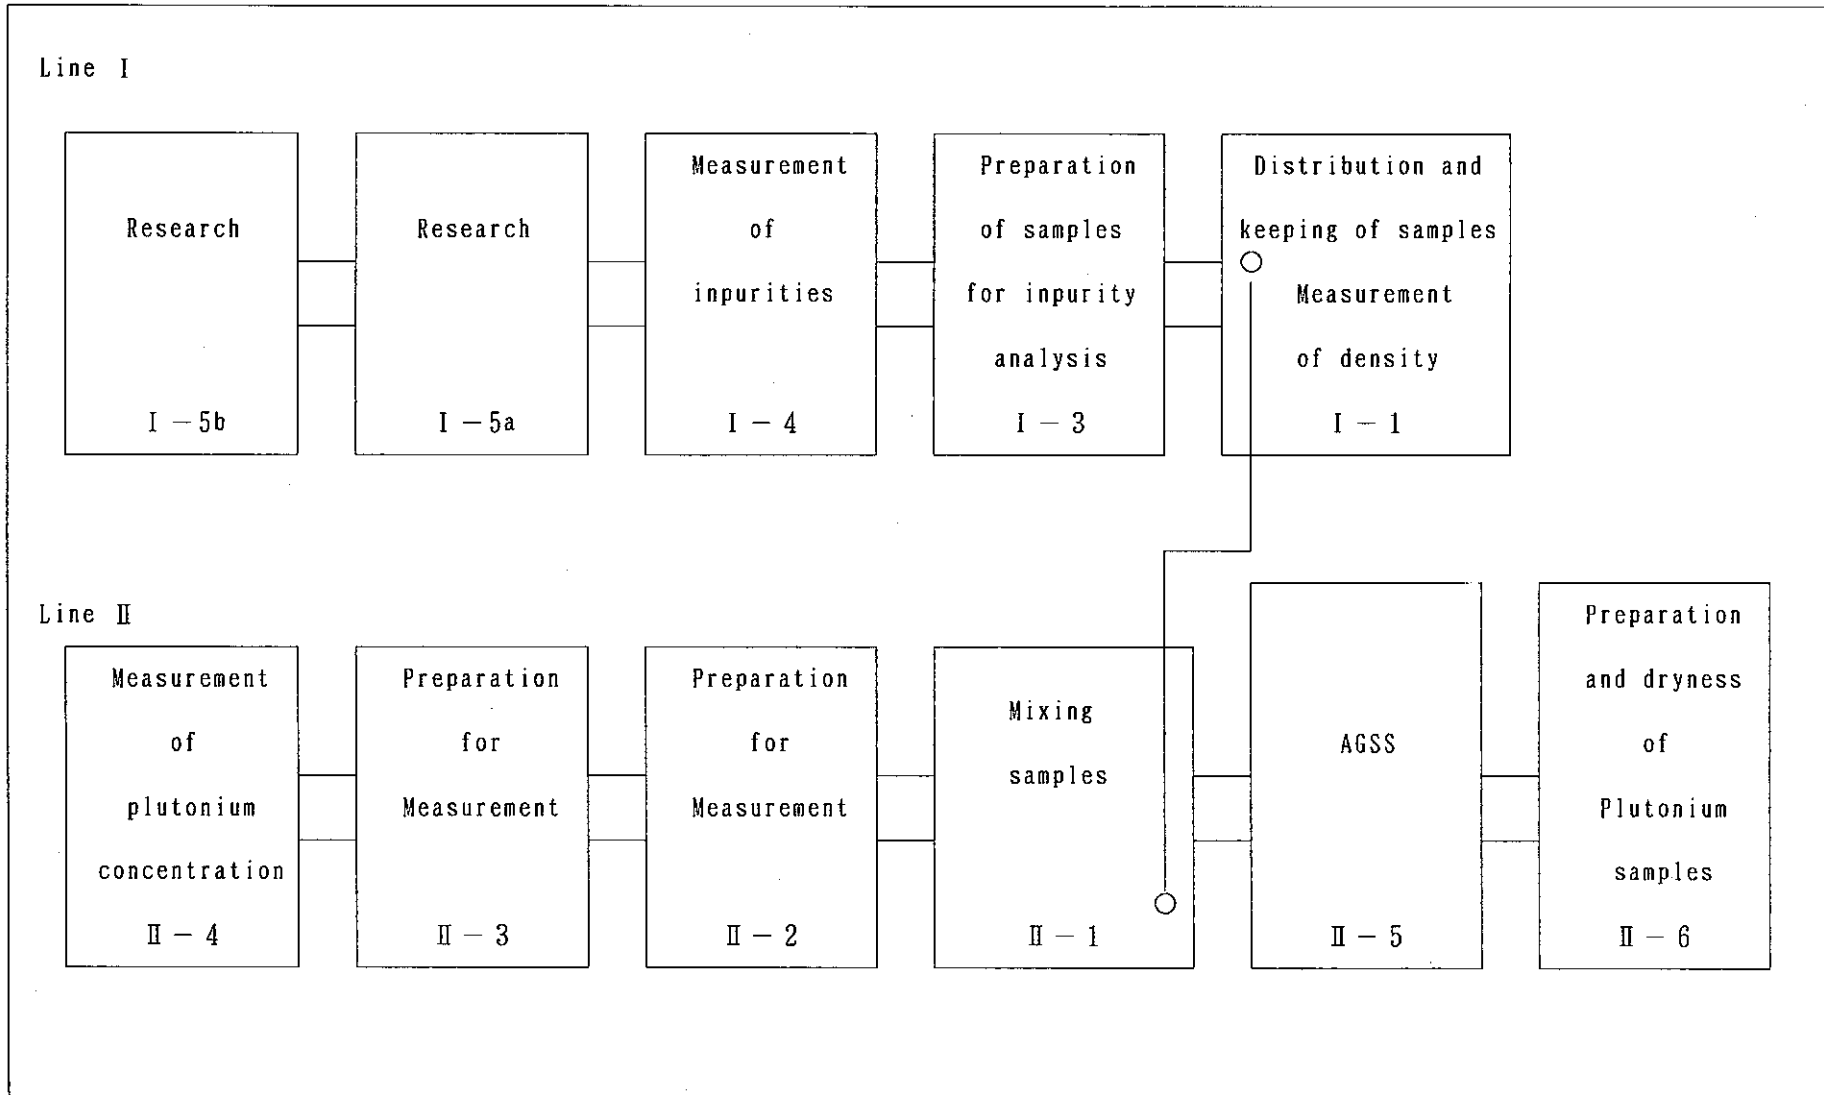 Line Ⅰ
Research
Ⅰ－5b
Research
Ⅰ－5a
Measurement
of
inpurities
Ⅰ－4
Preparation
of samples
for inpurity
analysis
Ⅰ－3
Distribution and
keeping of samples
Measurement
of density
Ⅰ－1
Line Ⅱ
Measurement
of
plutonium
concentration
Ⅱ－4
Preparation
for
Measurement
Ⅱ－3
Preparation
for
Measurement
Ⅱ－2
Mixing
samples
Ⅱ－1
AGSS
Ⅱ－5
Preparation
and dryness
of
Plutonium
samples
Ⅱ－6